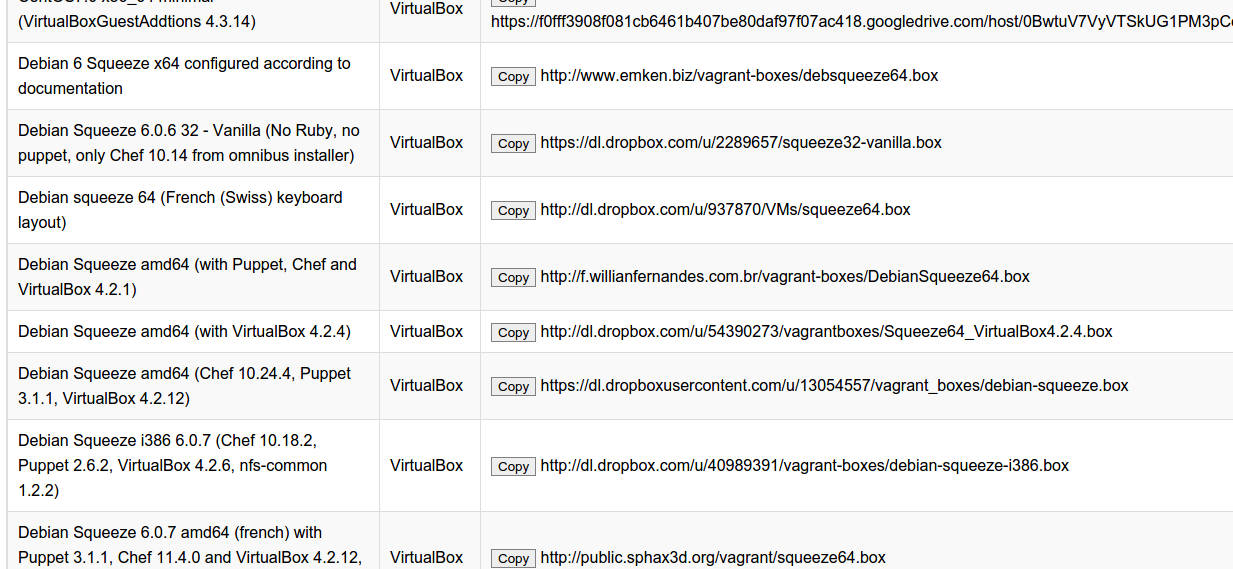 (VirtualBoxGuestAddtions 4.3.14)
VirtualBox
https://f0fff3908f081cb6461b407be80daf97f07ac418.googledrive.com/host/0BwtuV7VyVTSkUG1PM3pC
Debian 6 Squeeze x64 configured according to
documentation
VirtualBox
Copy http://www.emken.biz/vagrant-boxes/debsqueeze64.box
Debian Squeeze 6.0.6 32 - Vanilla (No Ruby, no
puppet, only Chef 10.14 from omnibus installer)
VirtualBox
Copy https://dl.dropbox.com/u/2289657/squeeze32-vanilla.box
Debian squeeze 64 (French (Swiss) keyboard
layout)
VirtualBox
Copy http://dl.dropbox.com/u/937870/VMs/squeeze64.box
Debian Squeeze amd64 (with Puppet, Chef and
VirtualBox 4.2.1)
VirtualBox
Copy http://f.willianfernandes.com.br/vagrant-boxes/DebianSqueeze64.box
Debian Squeeze amd64 (with VirtualBox 4.2.4)
VirtualBox
Copy http://dl.dropbox.com/u/54390273/vagrantboxes/Squeeze64_VirtualBox4.2.4.box
Debian Squeeze amd64 (Chef 10.24.4, Puppet
3.1.1, VirtualBox 4.2.12)
VirtualBox
Copy https://dl.dropboxusercontent.com/u/13054557/vagrant_boxes/debian-squeeze.box
Debian Squeeze i386 6.0.7 (Chef 10.18.2,
Puppet 2.6.2, VirtualBox 4.2.6, nfs-common
1.2.2)
VirtualBox
Copy http://dl.dropbox.com/u/40989391/vagrant-boxes/debian-squeeze-i386.box
Debian Squeeze 6.0.7 amd64 (french) with
Puppet 3.1.1, Chef 11.4.0 and VirtualBox 4.2.12,
VirtualBox
Copy http://public.sphax3d.org/vagrant/squeeze64.box